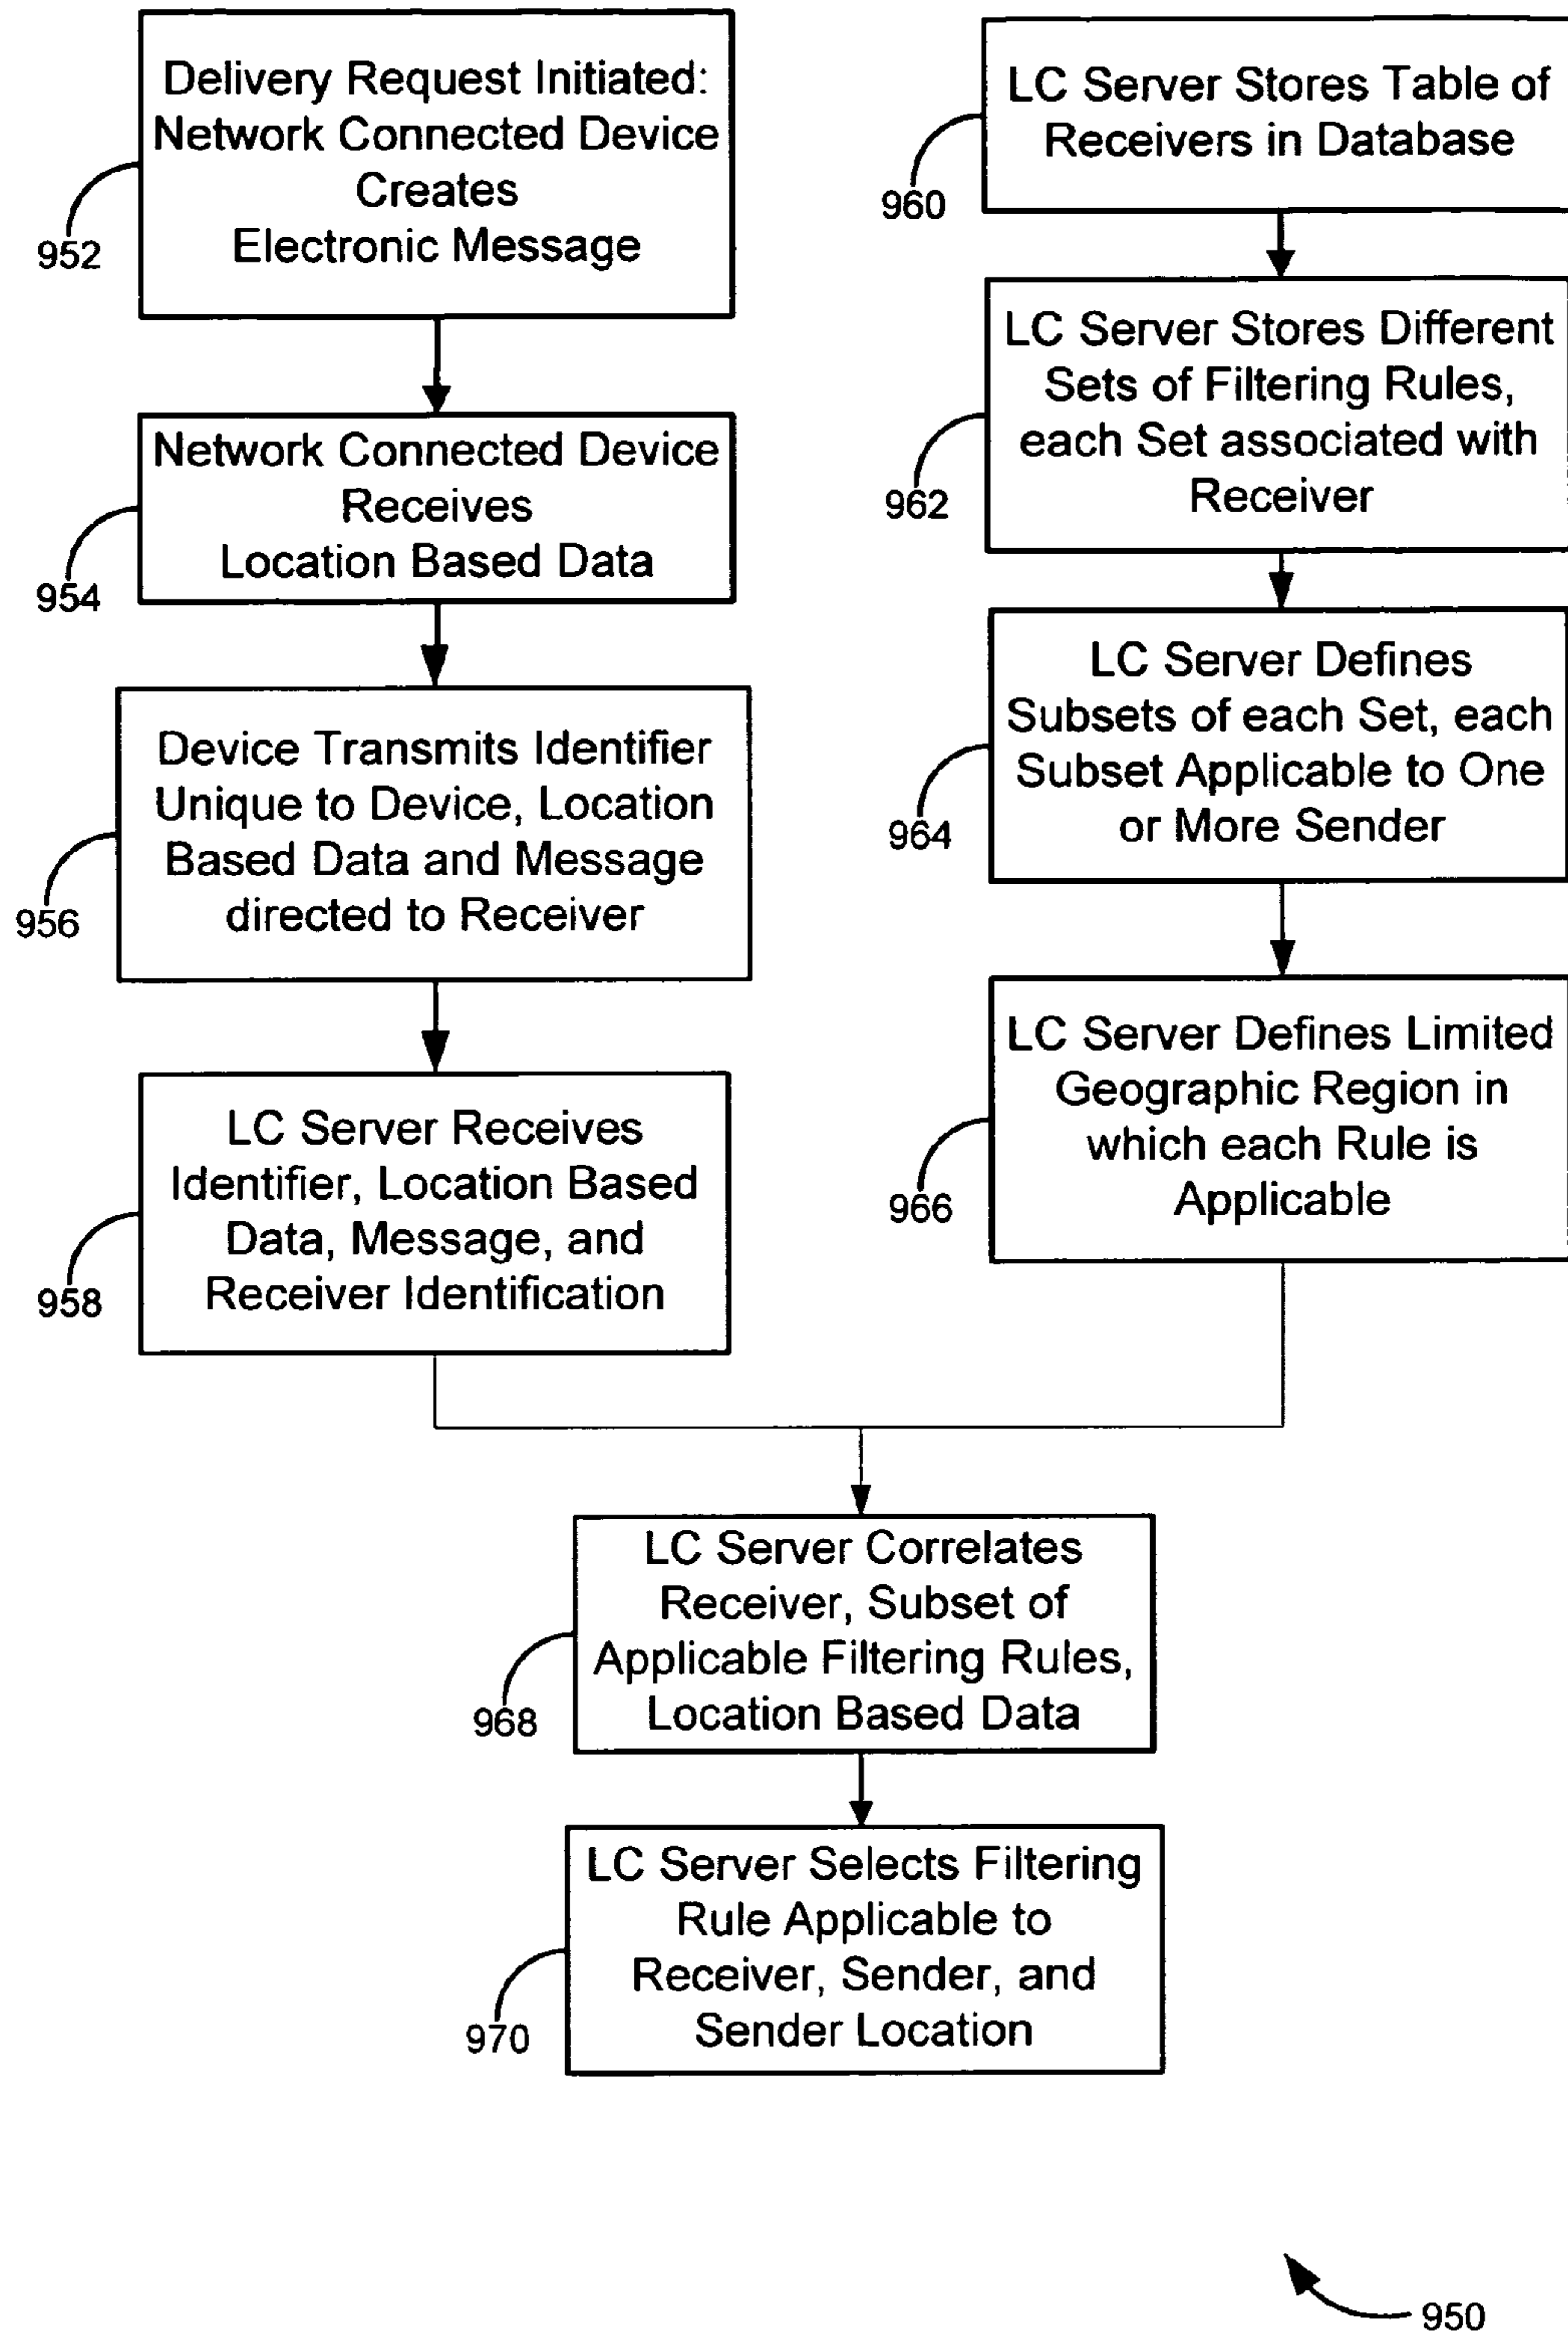 Delivery Request Initiated:
Network Connected Device
Creates
Electronic Message
952
Network Connected Device
Receives
Location Based Data
954
Device Transmits Identifier
Unique to Device, Location
Based Data and Message
directed to Receiver
956
LC Server Receives
Identifier, Location Based
Data, Message, and
Receiver Identification
958
LC Server Stores Table of
Receivers in Database
960
LC Server Stores Different
Sets of Filtering Rules,
each Set associated with
Receiver
962
LC Server Defines
Subsets of each Set, each
Subset Applicable to One
or More Sender
964
LC Server Defines Limited
Geographic Region in
which each Rule is
Applicable
966
LC Server Correlates
Receiver, Subset of
Applicable Filtering Rules,
Location Based Data
968
LC Server Selects Filtering
Rule Applicable to
Receiver, Sender, and
Sender Location
970
950